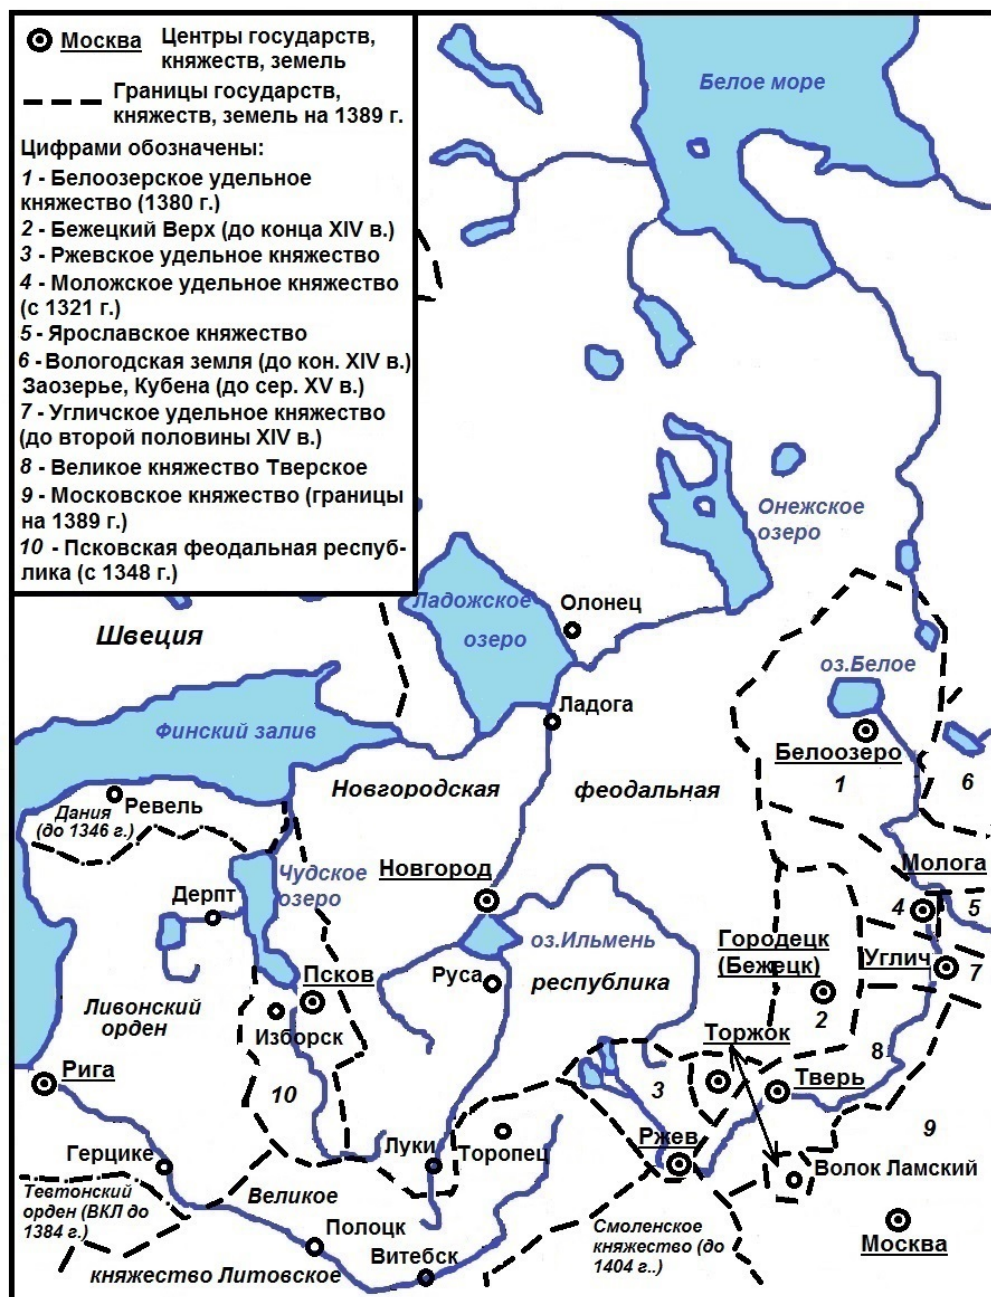 Москва Центры государств,
княжеств, земель
Границы государств,
княжеств, земель на 1389 г.
Цифрами обозначены:
1 - Белоозерское удельное
княжество (1380 г.)
2 - Бежецкий Верх (до конца XIV в.)
3 - Ржевское удельное княжество
4 - Моложское удельное княжество
(с 1321 г.)
5 - Ярославское княжество
6 - Вологодская земля (до кон. XIV в.)
Заозерье, Кубена (до сер. XV в.)
7 - Угличское удельное княжество
(до второй половины XIV в.)
8 - Великое княжество Тверское
9 - Московское княжество (границы
на 1389 г.)
10 - Псковская феодальная респуб-
лика (с 1348 г.)
Белое море
Онежское
озеро
Ладожское
озеро
Олонец
Швеция
оз.Белое
Ладога
Финский залив
Белоозеро
1
6
Новгородская
феодальная
Дания
(до 1346 г.)
Ревель
Чудское
озеро
Новгород
Молога
4
5
Дерпт
оз.Ильмень
Городецк
(Бежецк)
Углич
7
Псков
Руса
республика
2
Ливонский
орден
Изборск
Торжок
8
Рига
10
3
Тверь
9
Герцике
Луки
Торопец
Ржев
Волок Ламский
Тевтонский
орден (ВКЛ до
1384 г.)
Великое
Полоцк
Витебск
княжество Литовское
Смоленское
княжество (до
1404 г..)
Москва